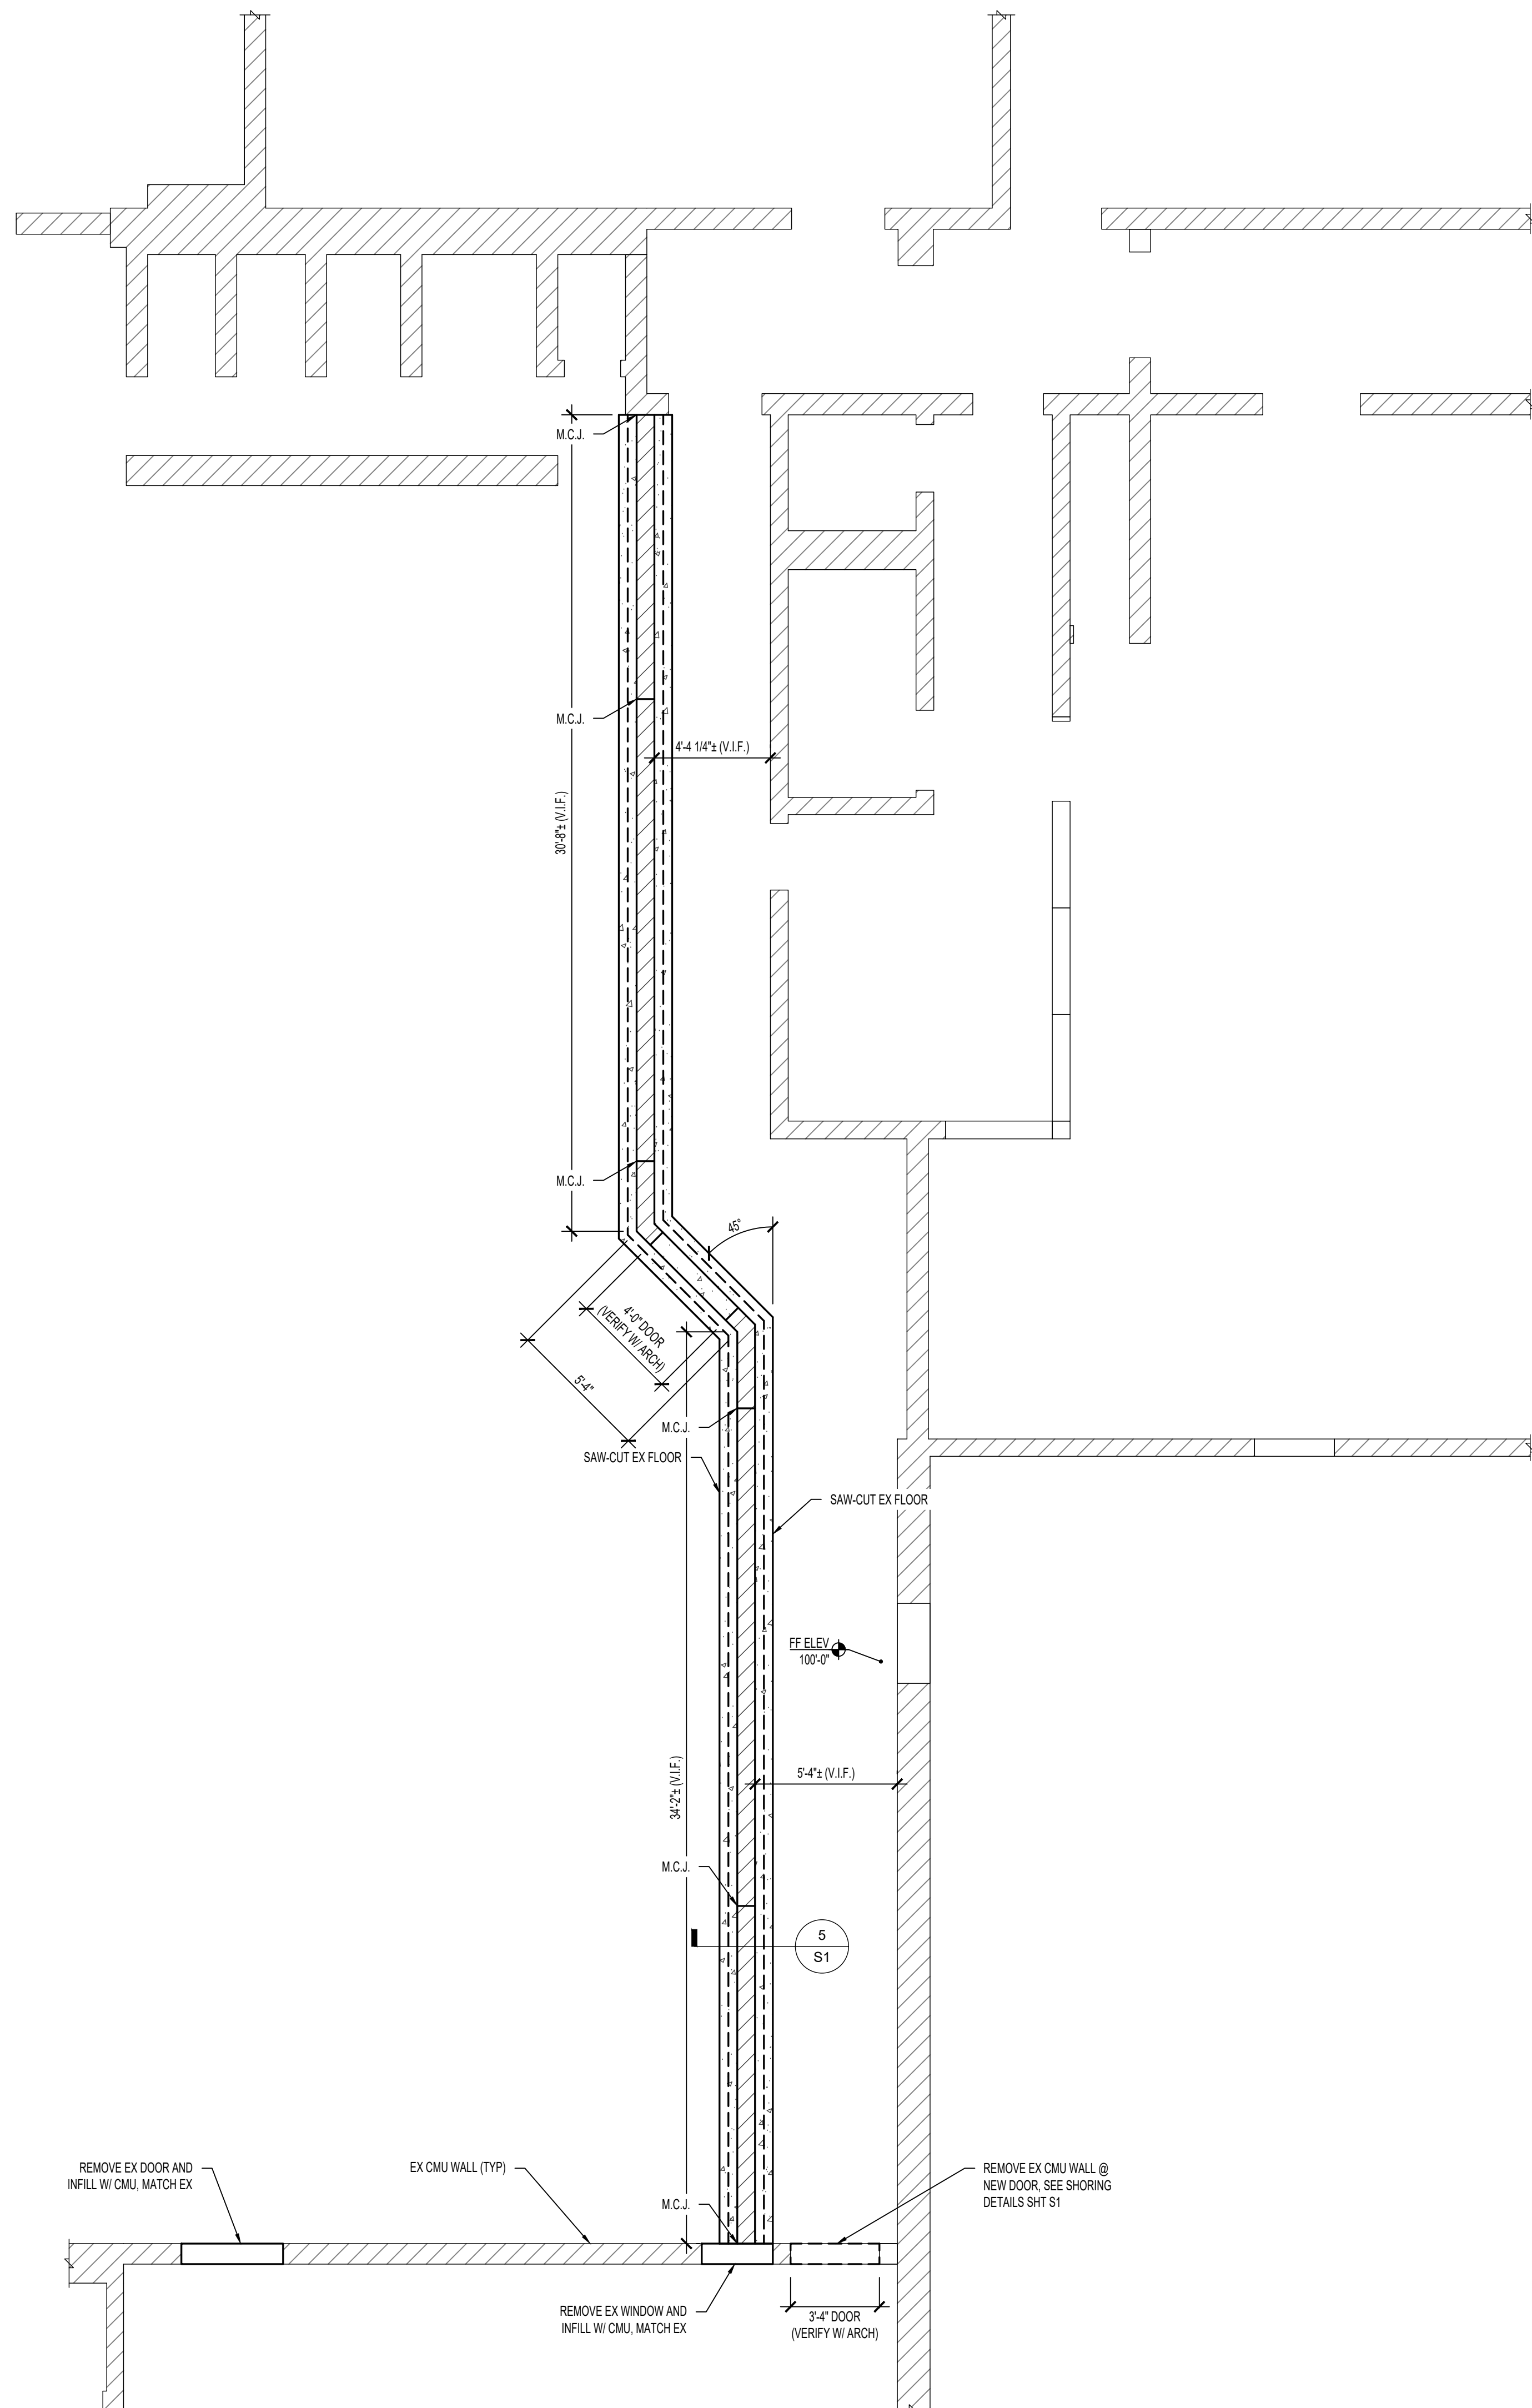 M.C.J.
M.C.J.
4'-4 1/4"± (V.I.F.)
30'-8"± (V.I.F.)
M.C.J.
45°
4'-0" DOOR
(VERIFY W/ ARCH)
5'-4"
M.C.J.
SAW-CUT EX FLOOR
SAW-CUT EX FLOOR
FF ELEV
100'-0"
5'-4"± (V.I.F.)
34'-2"± (V.I.F.)
M.C.J.
5
S1
REMOVE EX DOOR AND
INFILL W/ CMU, MATCH EX
EX CMU WALL (TYP)
REMOVE EX CMU WALL @
NEW DOOR, SEE SHORING
DETAILS SHT S1
M.C.J.
REMOVE EX WINDOW AND
INFILL W/ CMU, MATCH EX
3'-4" DOOR
(VERIFY W/ ARCH)